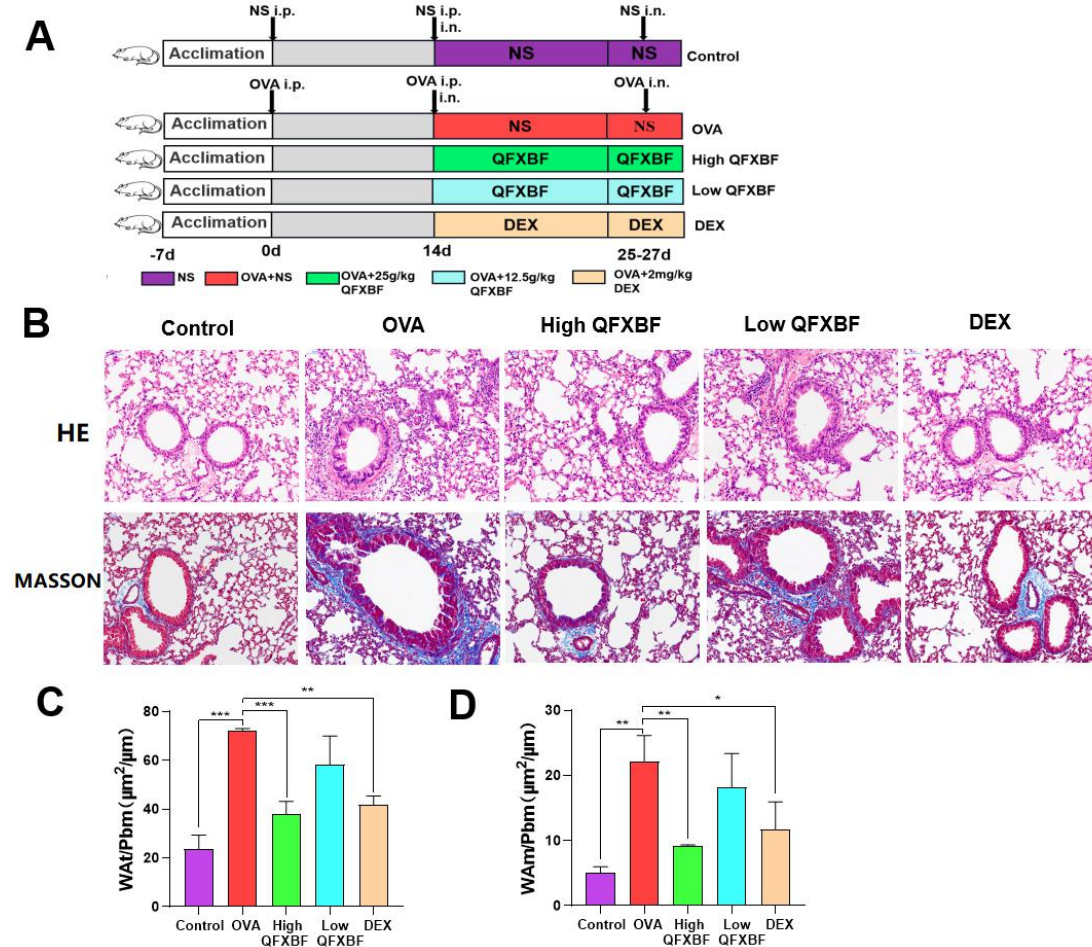 A
NS i.p.
NS i.p.
i.n.
NS i.n.
Acclimation
NS
NS
Control
OVA i.p.
OVA i.p.
i.n.
OVA i.n.
Acclimation
NS
NS
OVA
Acclimation
QFXBF
QFXBF
High QFXBF
Acclimation
QFXBF
QFXBF
Low QFXBF
Acclimation
DEX
DEX
DEX
-7d
0d
14d
25-27d
NS
OVA+NS
OVA+25g/kg
QFXBF
OVA+12.5g/kg
QFXBF
OVA+2mg/kg
DEX
B
Control
OVA
High QFXBF
Low QFXBF
DEX
HE
MASSON
C
WAt/Pbm (μm²/μm)
80
60
40
20
0
***
***
**
Control
OVA
High
QFXBF
Low
QFXBF
DEX
D
WAm/Pbm (μm²/μm)
30
20
10
0
**
**
*
Control
OVA
High
QFXBF
Low
QFXBF
DEX